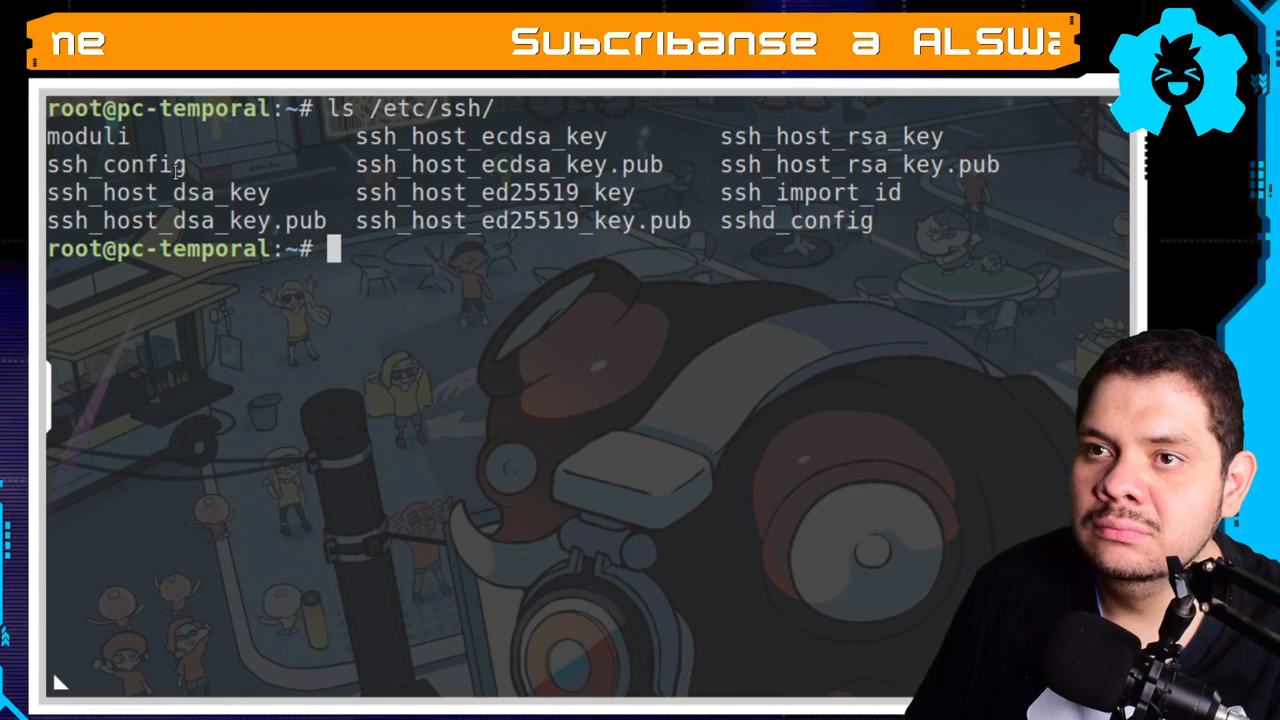 ne Subcribanse a ALSWa
root@pc-temporal:~# ls /etc/ssh/
moduli ssh_host_ecdsa_key ssh_host_rsa_key
ssh_config ssh_host_ecdsa_key.pub ssh_host_rsa_key.pub
ssh_host_dsa_key ssh_host_ed25519_key ssh_import_id
ssh_host_dsa_key.pub ssh_host_ed25519_key.pub sshd_config
root@pc-temporal:~#